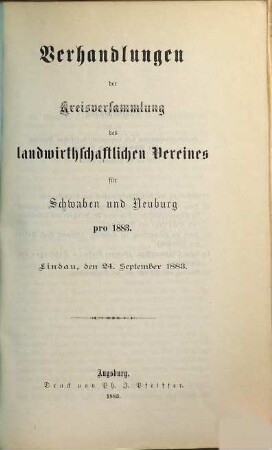 Verhandlungen
der
Kreisversammlung
des
landwirthschaftlichen Vereines
für
Schwaben und Neuburg
pro 1883.
Lindau, den 24. September 1883.
Augsburg.
Druck von Ph. J. Pfeiffer.
1883.